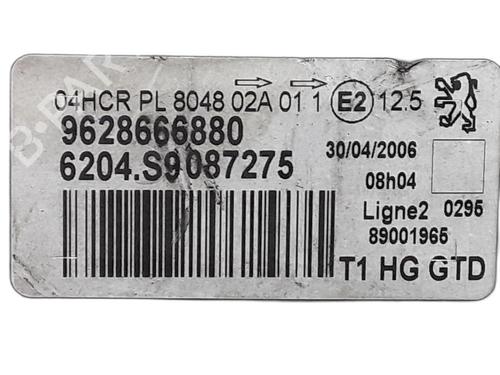 04HCR PL 8048 02A 01 1 E2 12.5
9628666880
6204.S9087275
30/04/2006
08h04
Ligne2 0295
89001965
T1 HG GTD
B-PARTS